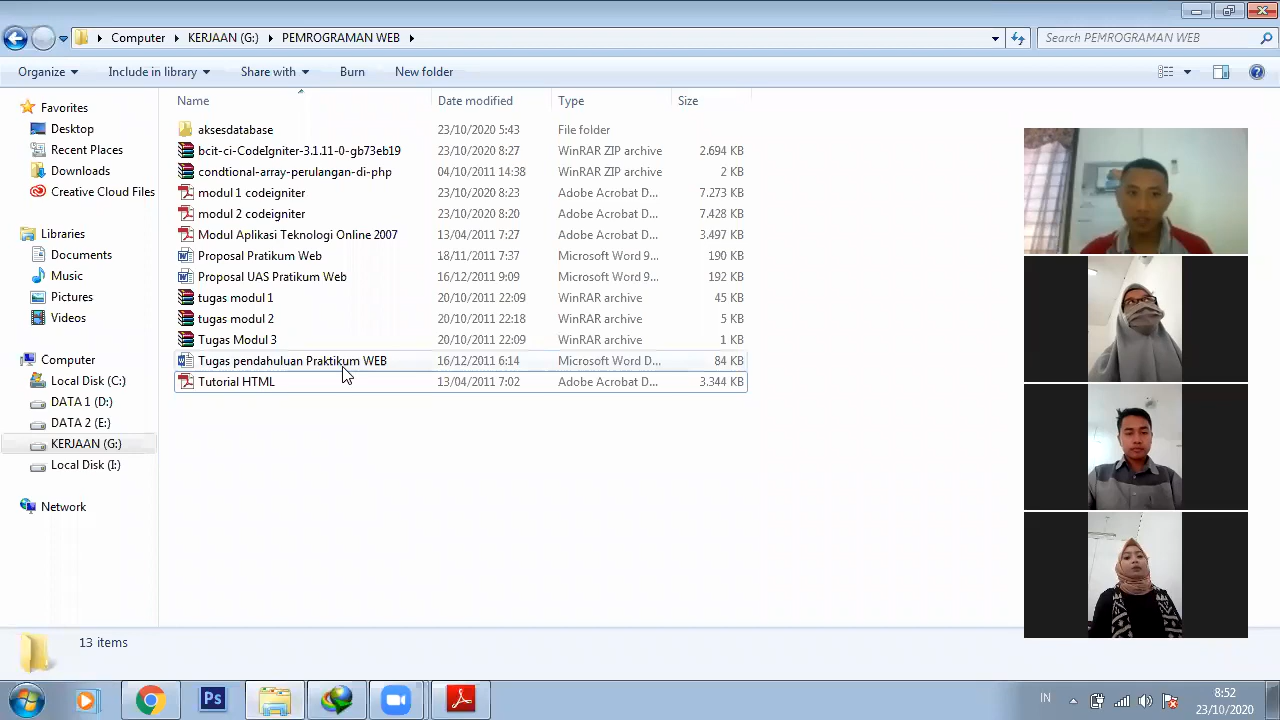 Computer KERJAAN (G:) PEMROGRAMAN WEB Search PEMROGRAMAN WEB
Organize Include in library Share with Burn New folder
Favorites
Desktop
Recent Places
Downloads
Creative Cloud Files
Libraries
Documents
Music
Pictures
Videos
Computer
Local Disk (C:)
DATA 1 (D:)
DATA 2 (E:)
KERJAAN (G:)
Local Disk (I:)
Network
Name Date modified Type Size
aksesdatabase 23/10/2020 5:43 File folder
bcit-ci-CodeIgniter-3.1.11-0-gb73eb19 23/10/2020 8:27 WinRAR ZIP archive 2.694 KB
condtional-array-perulangan-di-php 04/10/2011 14:38 WinRAR ZIP archive 2 KB
modul 1 codeigniter 23/10/2020 8:23 Adobe Acrobat D... 7.273 KB
modul 2 codeigniter 23/10/2020 8:20 Adobe Acrobat D... 7.428 KB
Modul Aplikasi Teknologi Online 2007 13/04/2011 7:27 Adobe Acrobat D... 3.497 KB
Proposal Pratikum Web 18/11/2011 7:37 Microsoft Word 9... 190 KB
Proposal UAS Pratikum Web 16/12/2011 9:09 Microsoft Word 9... 192 KB
tugas modul 1 20/10/2011 22:09 WinRAR archive 45 KB
tugas modul 2 20/10/2011 22:18 WinRAR archive 5 KB
Tugas Modul 3 20/10/2011 22:09 WinRAR archive 1 KB
Tugas pendahuluan Praktikum WEB 16/12/2011 6:14 Microsoft Word D... 84 KB
Tutorial HTML 13/04/2011 7:02 Adobe Acrobat D... 3.344 KB
13 items
Ps
IN
8:52
23/10/2020